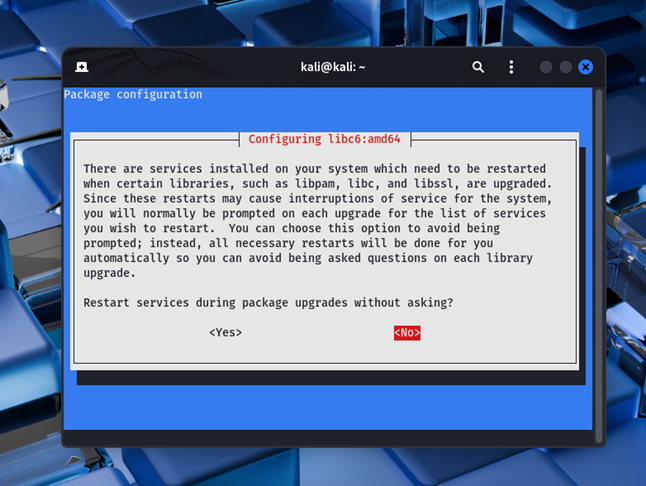 kali@kali: ~
Package configuration
Configuring libc6:amd64
There are services installed on your system which need to be restarted
when certain libraries, such as libpam, libc, and libssl, are upgraded.
Since these restarts may cause interruptions of service for the system,
you will normally be prompted on each upgrade for the list of services
you wish to restart.  You can choose this option to avoid being
prompted; instead, all necessary restarts will be done for you
automatically so you can avoid being asked questions on each library
upgrade.
Restart services during package upgrades without asking?
<Yes> <No>